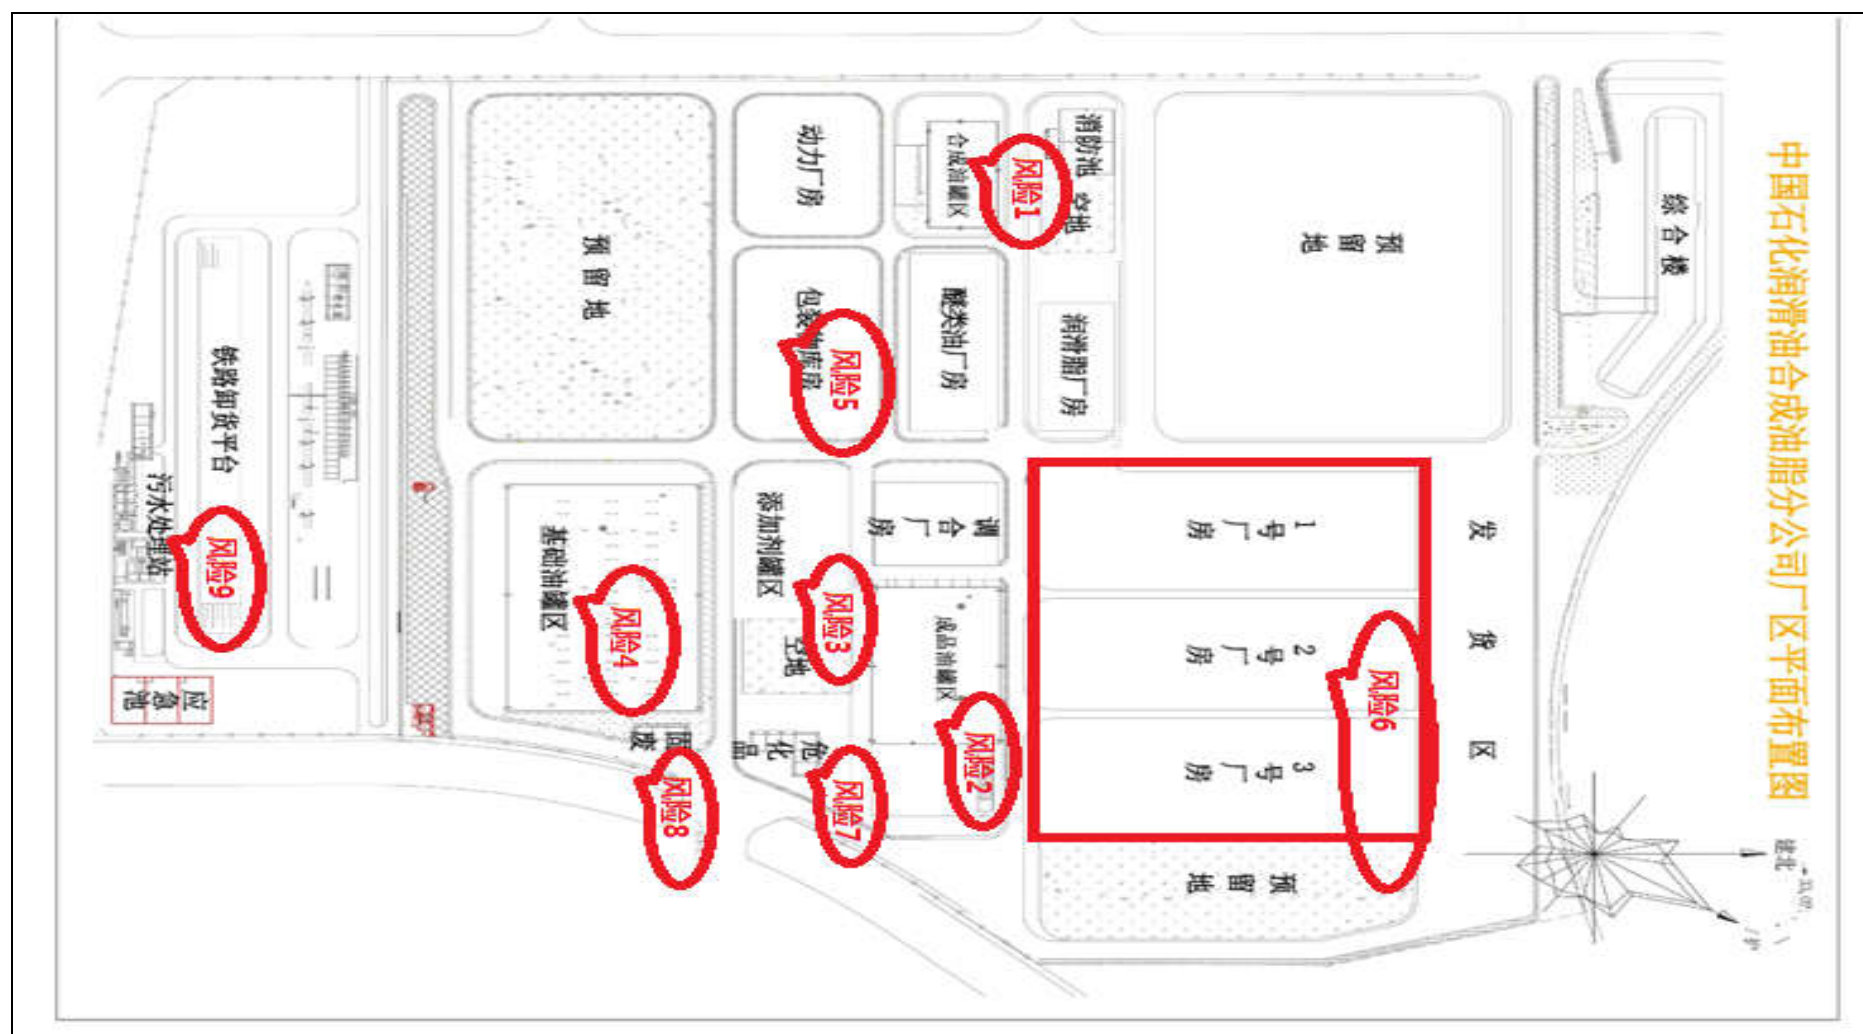 中国石化润滑油合成油脂分公司厂区平面布置图
综合楼
建北
消防池
空地
合成油罐区
风险1
动力厂房
预留地
预留地
包装物库房
风险5
醚类油厂房
润滑脂厂房
铁路卸货平台
污水处理站
风险9
应急池
基础油罐区
风险4
添加剂罐区
风险3
空地
调合厂房
成品油罐区
风险2
1号厂房
2号厂房
3号厂房
风险6
发货区
固废
风险8
危化品
风险7
预留地